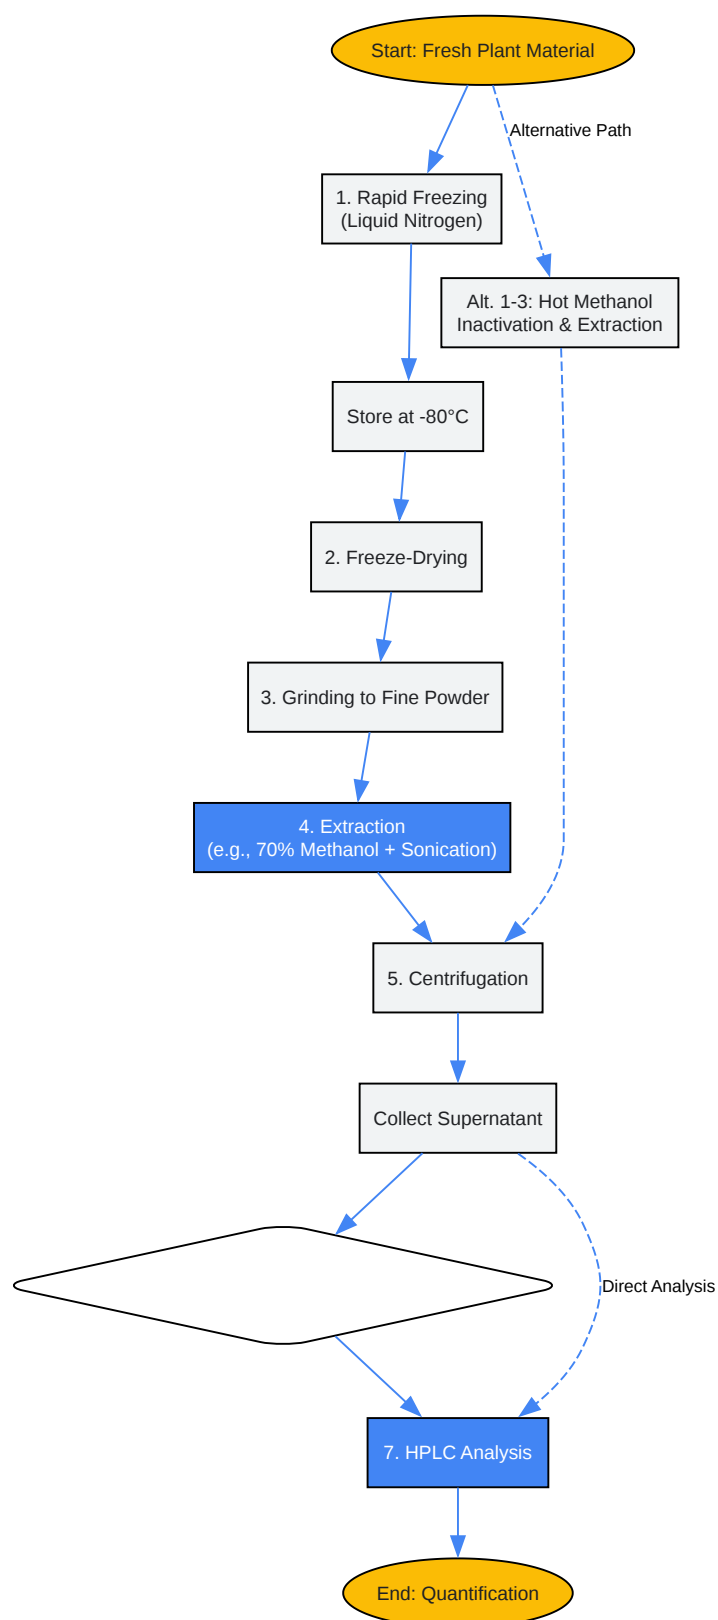 Start: Fresh Plant Material
Alternative Path
1. Rapid Freezing
(Liquid Nitrogen)
Alt. 1-3: Hot Methanol
Inactivation & Extraction
Store at -80°C
2. Freeze-Drying
3. Grinding to Fine Powder
4. Extraction
(e.g., 70% Methanol + Sonication)
5. Centrifugation
Collect Supernatant
Direct Analysis
7. HPLC Analysis
End: Quantification